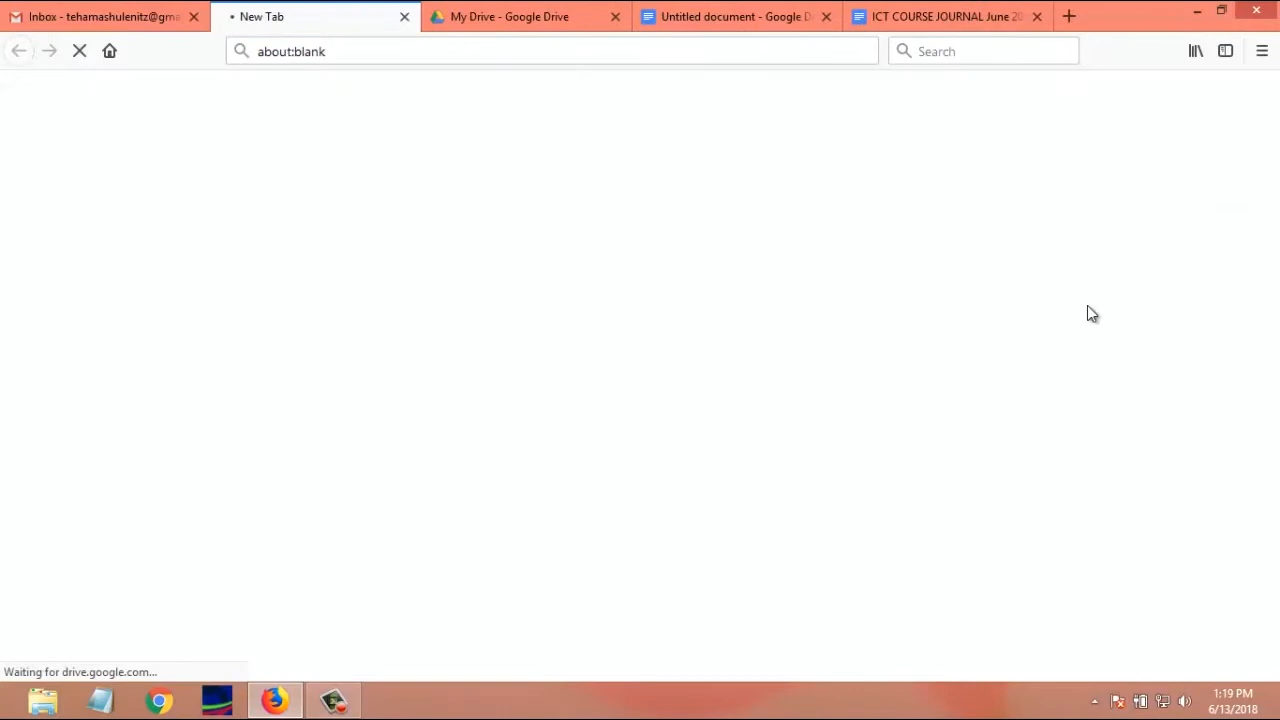 Inbox - tehamashulenitz@gma
New Tab
My Drive - Google Drive
Untitled document - Google D
ICT COURSE JOURNAL June 20
about:blank
Search
Waiting for drive.google.com...
1:19 PM
6/13/2018